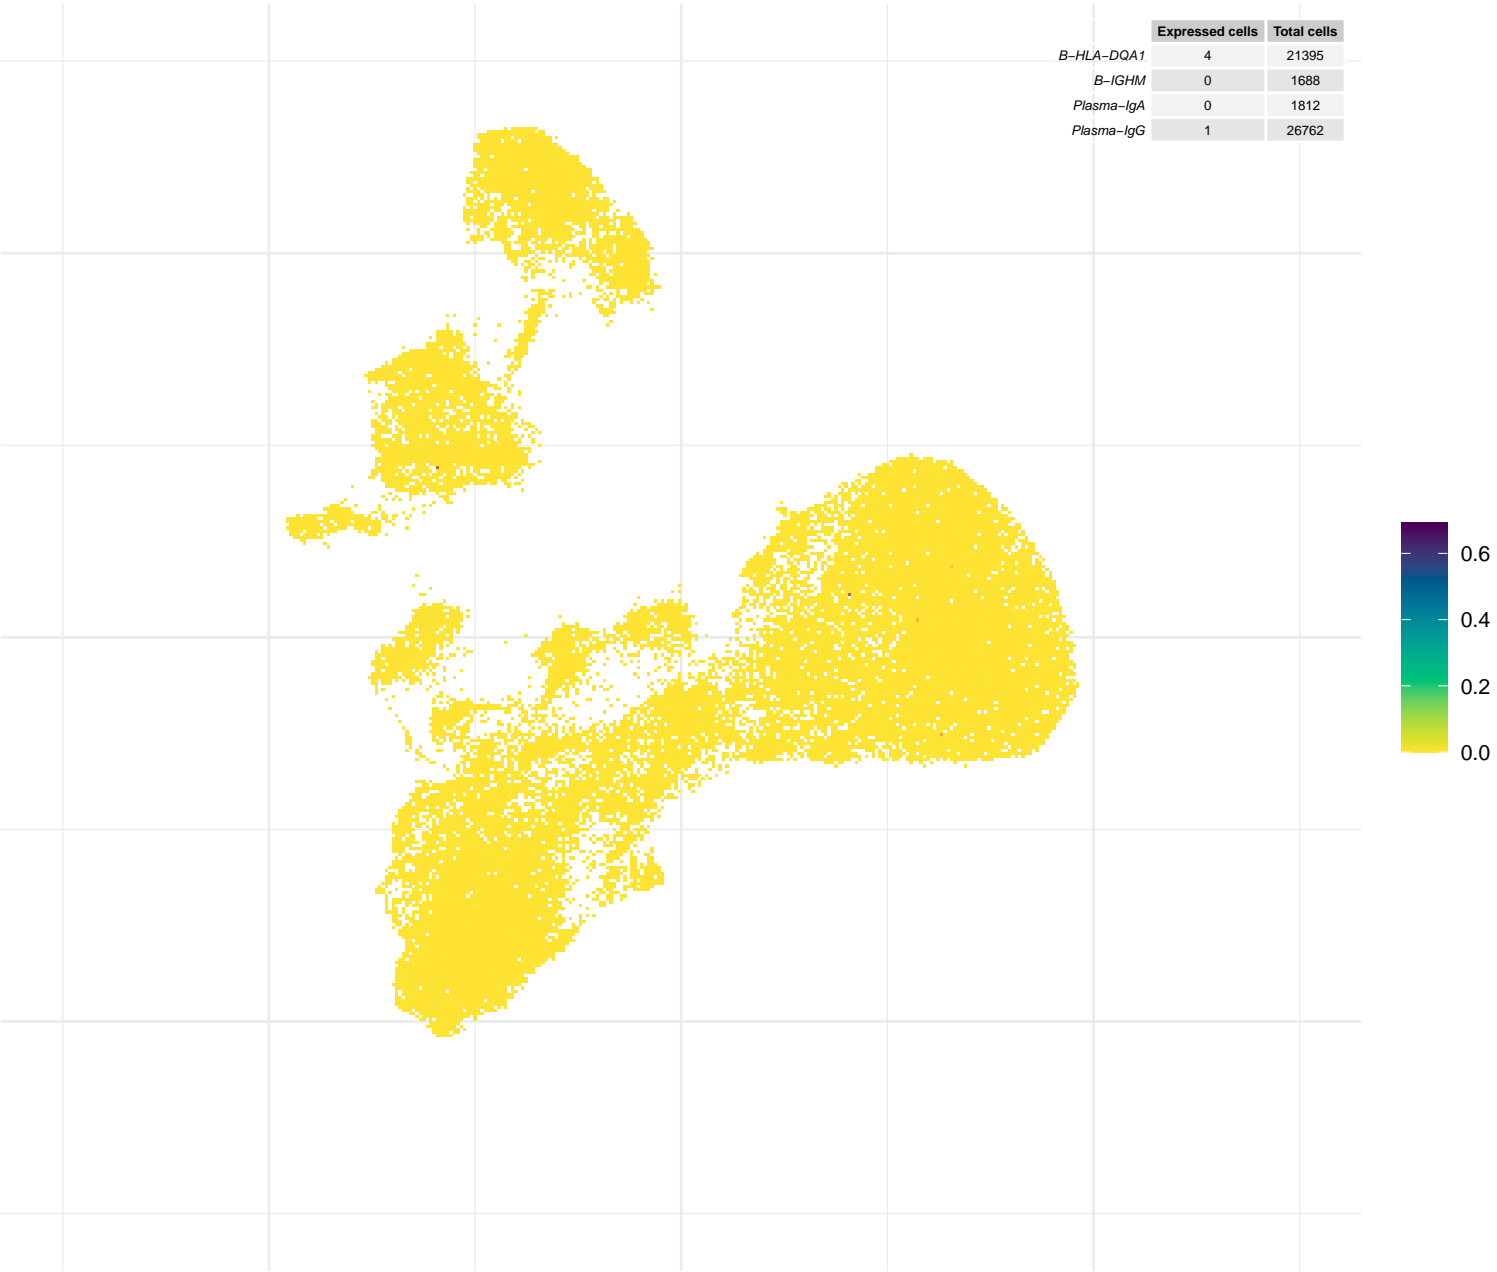 Expressed cells Total cells
B−HLA−DQA1 4 21395
B−IGHM 0 1688
Plasma−IgA 0 1812
Plasma−IgG 1 26762
0.6
0.4
0.2
0.0